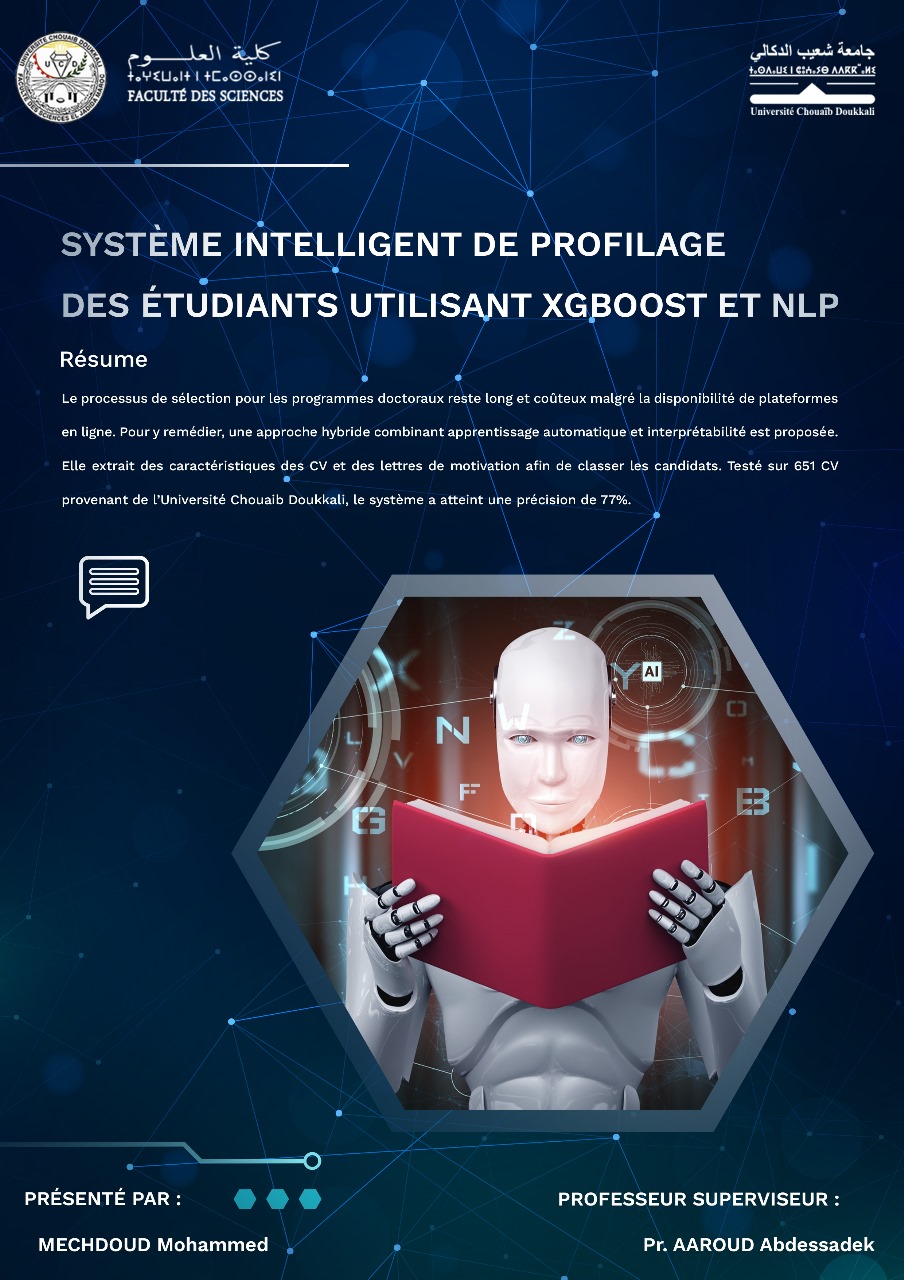 كلية العلوم
ⵜⴰⵖⵉⵡⴰⵏⵜ ⵏ ⵜⵎⴰⵙⵙⴰⵏⵉⵏ
FACULTÉ DES SCIENCES
جامعة شعيب الدكالي
Université Chouaïb Doukkali
SYSTÈME INTELLIGENT DE PROFILAGE
DES ÉTUDIANTS UTILISANT XGBOOST ET NLP
Résume
Le processus de sélection pour les programmes doctoraux reste long et coûteux malgré la disponibilité de plateformes
en ligne. Pour y remédier, une approche hybride combinant apprentissage automatique et interprétabilité est proposée.
Elle extrait des caractéristiques des CV et des lettres de motivation afin de classer les candidats. Testé sur 651 CV
provenant de l’Université Chouaib Doukkali, le système a atteint une précision de 77%.
Z
X
Y
AI
W
N
O
L
C
V
M
F
B
G
H
I
PRÉSENTÉ PAR :
PROFESSEUR SUPERVISEUR :
MECHDOUD Mohammed
Pr. AAROUD Abdessadek